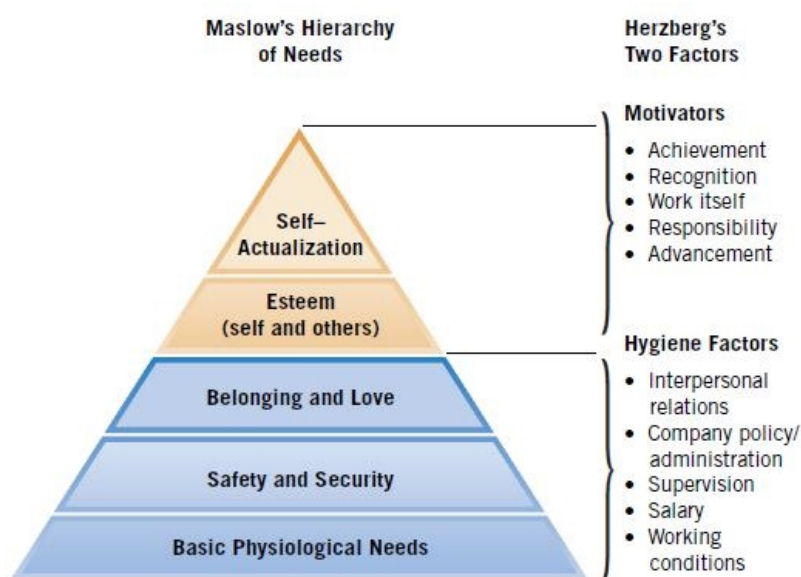 Maslow's Hierarchy
of Needs
Self–
Actualization
Esteem
(self and others)
Belonging and Love
Safety and Security
Basic Physiological Needs
Herzberg's
Two Factors
Motivators
• Achievement
• Recognition
• Work itself
• Responsibility
• Advancement
Hygiene Factors
• Interpersonal
relations
• Company policy/
administration
• Supervision
• Salary
• Working
conditions